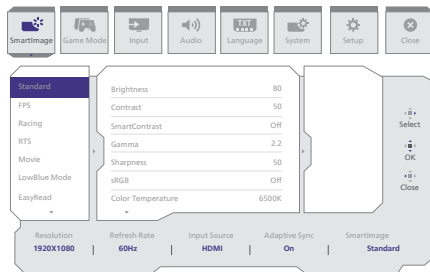 SmartImage Game Mode Input Audio TXT Language System Setup Close
Standard
FPS
Racing
RTS
Movie
LowBlue Mode
EasyRead
Brightness 80
Contrast 50
SmartContrast Off
Gamma 2.2
Sharpness 50
sRGB Off
Color Temperature 6500K
Select
OK
Close
Resolution Refresh Rate Input Source Adaptive Sync SmartImage
1920X1080 | 60Hz | HDMI | On | Standard